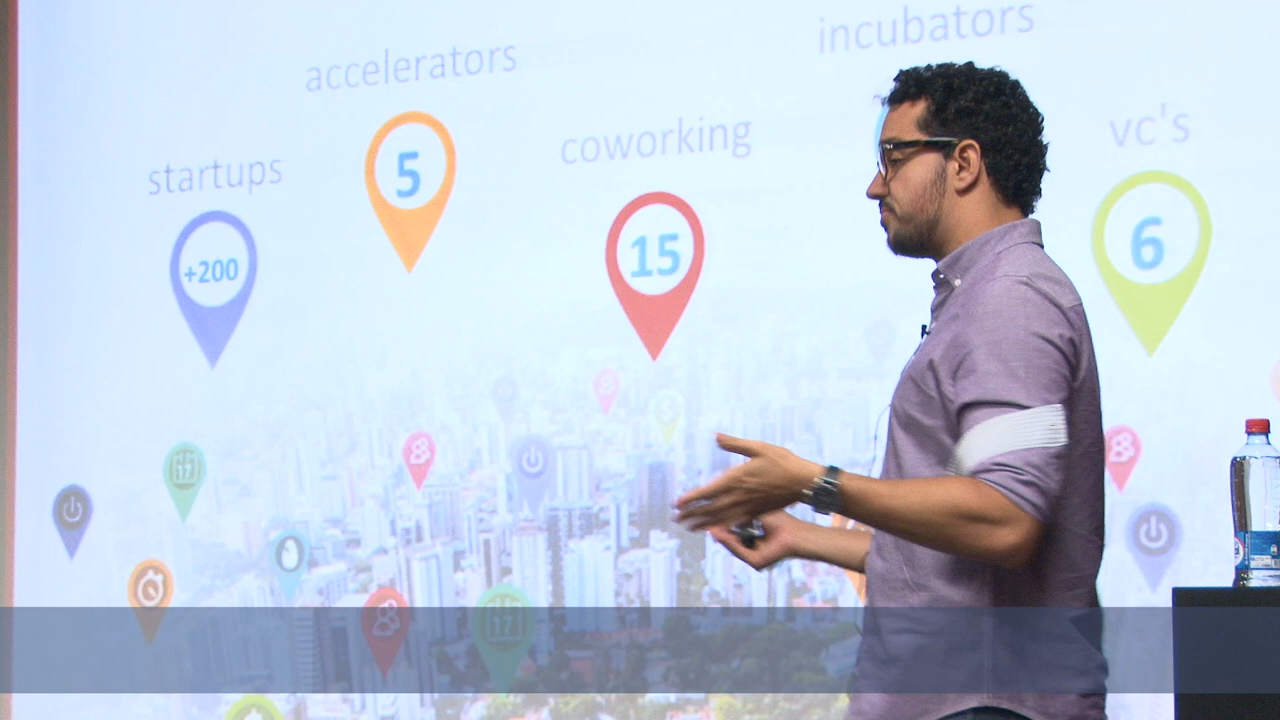 incubators
accelerators
vc's
coworking
startups
5
6
15
+200